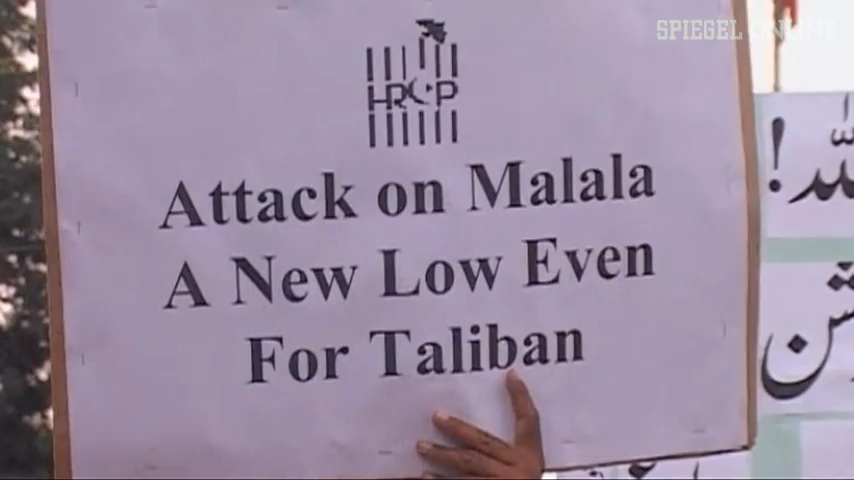 SPIEGEL ONLINE
HRCP
Attack on Malala
A New Low Even
For Taliban